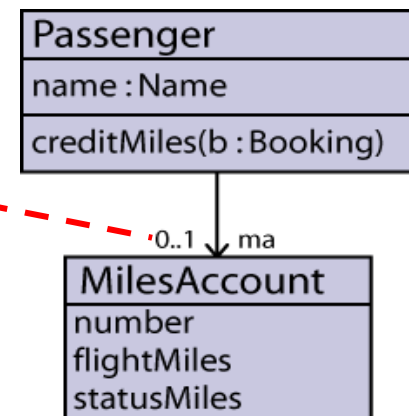 Passenger
name : Name
creditMiles(b : Booking)
0..1 ma
MilesAccount
number
flightMiles
statusMiles